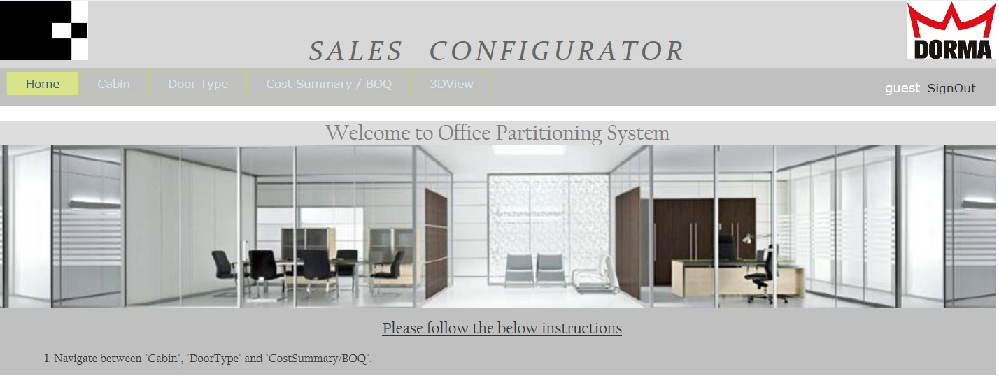 SALES CONFIGURATOR
DORMA
Home Cabin Door Type Cost Summary / BOQ 3DView
guest SignOut
Welcome to Office Partitioning System
Please follow the below instructions
1. Navigate between "Cabin", "DoorType" and "CostSummary/BOQ".